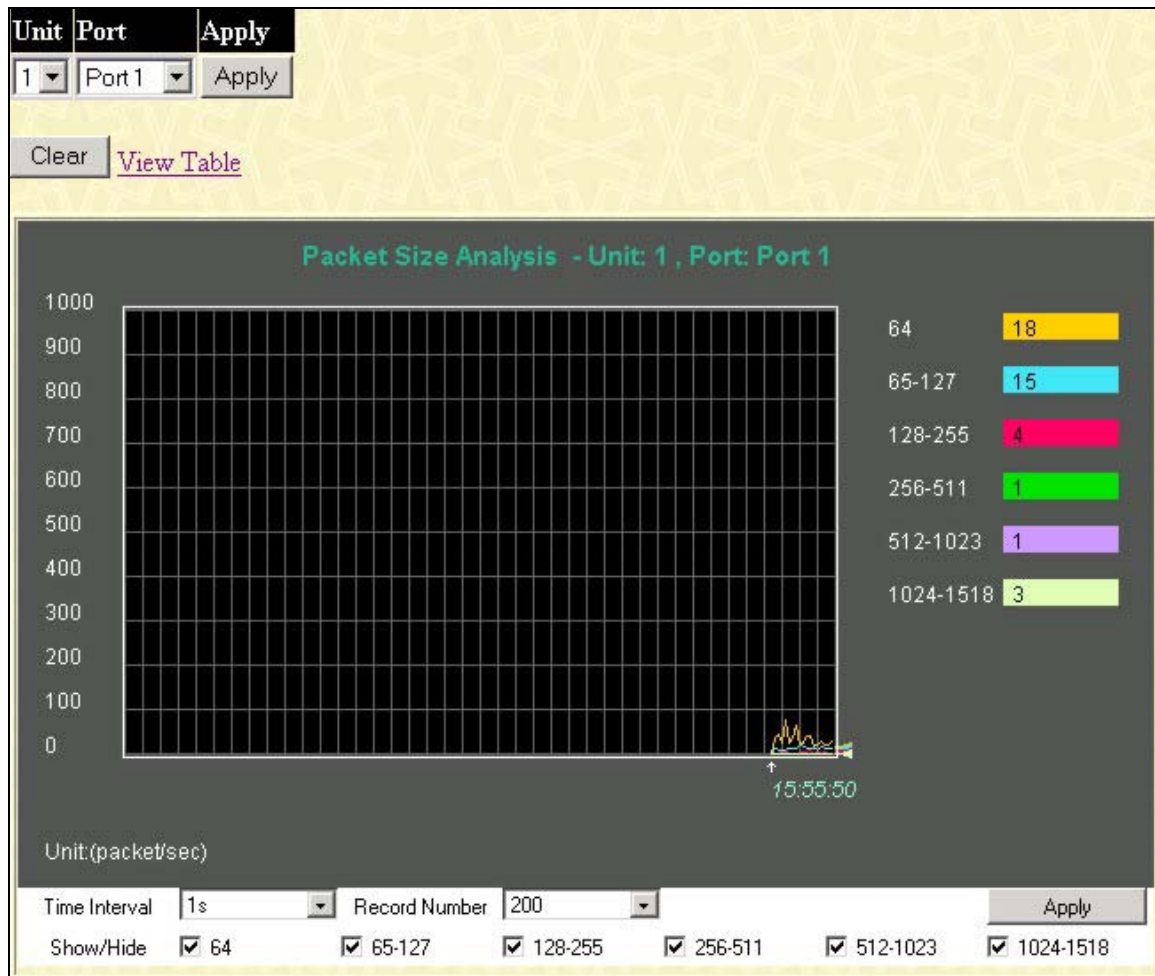 Unit Port Apply
1 Port 1 Apply
Clear View Table
Packet Size Analysis - Unit: 1 , Port: Port 1
1000
900
800
700
600
500
400
300
200
100
0
64 18
65-127 15
128-255 4
256-511 1
512-1023 1
1024-1518 3
15:55:50
Unit:(packet/sec)
Time Interval 1s Record Number 200 Apply
Show/Hide 64 65-127 128-255 256-511 512-1023 1024-1518